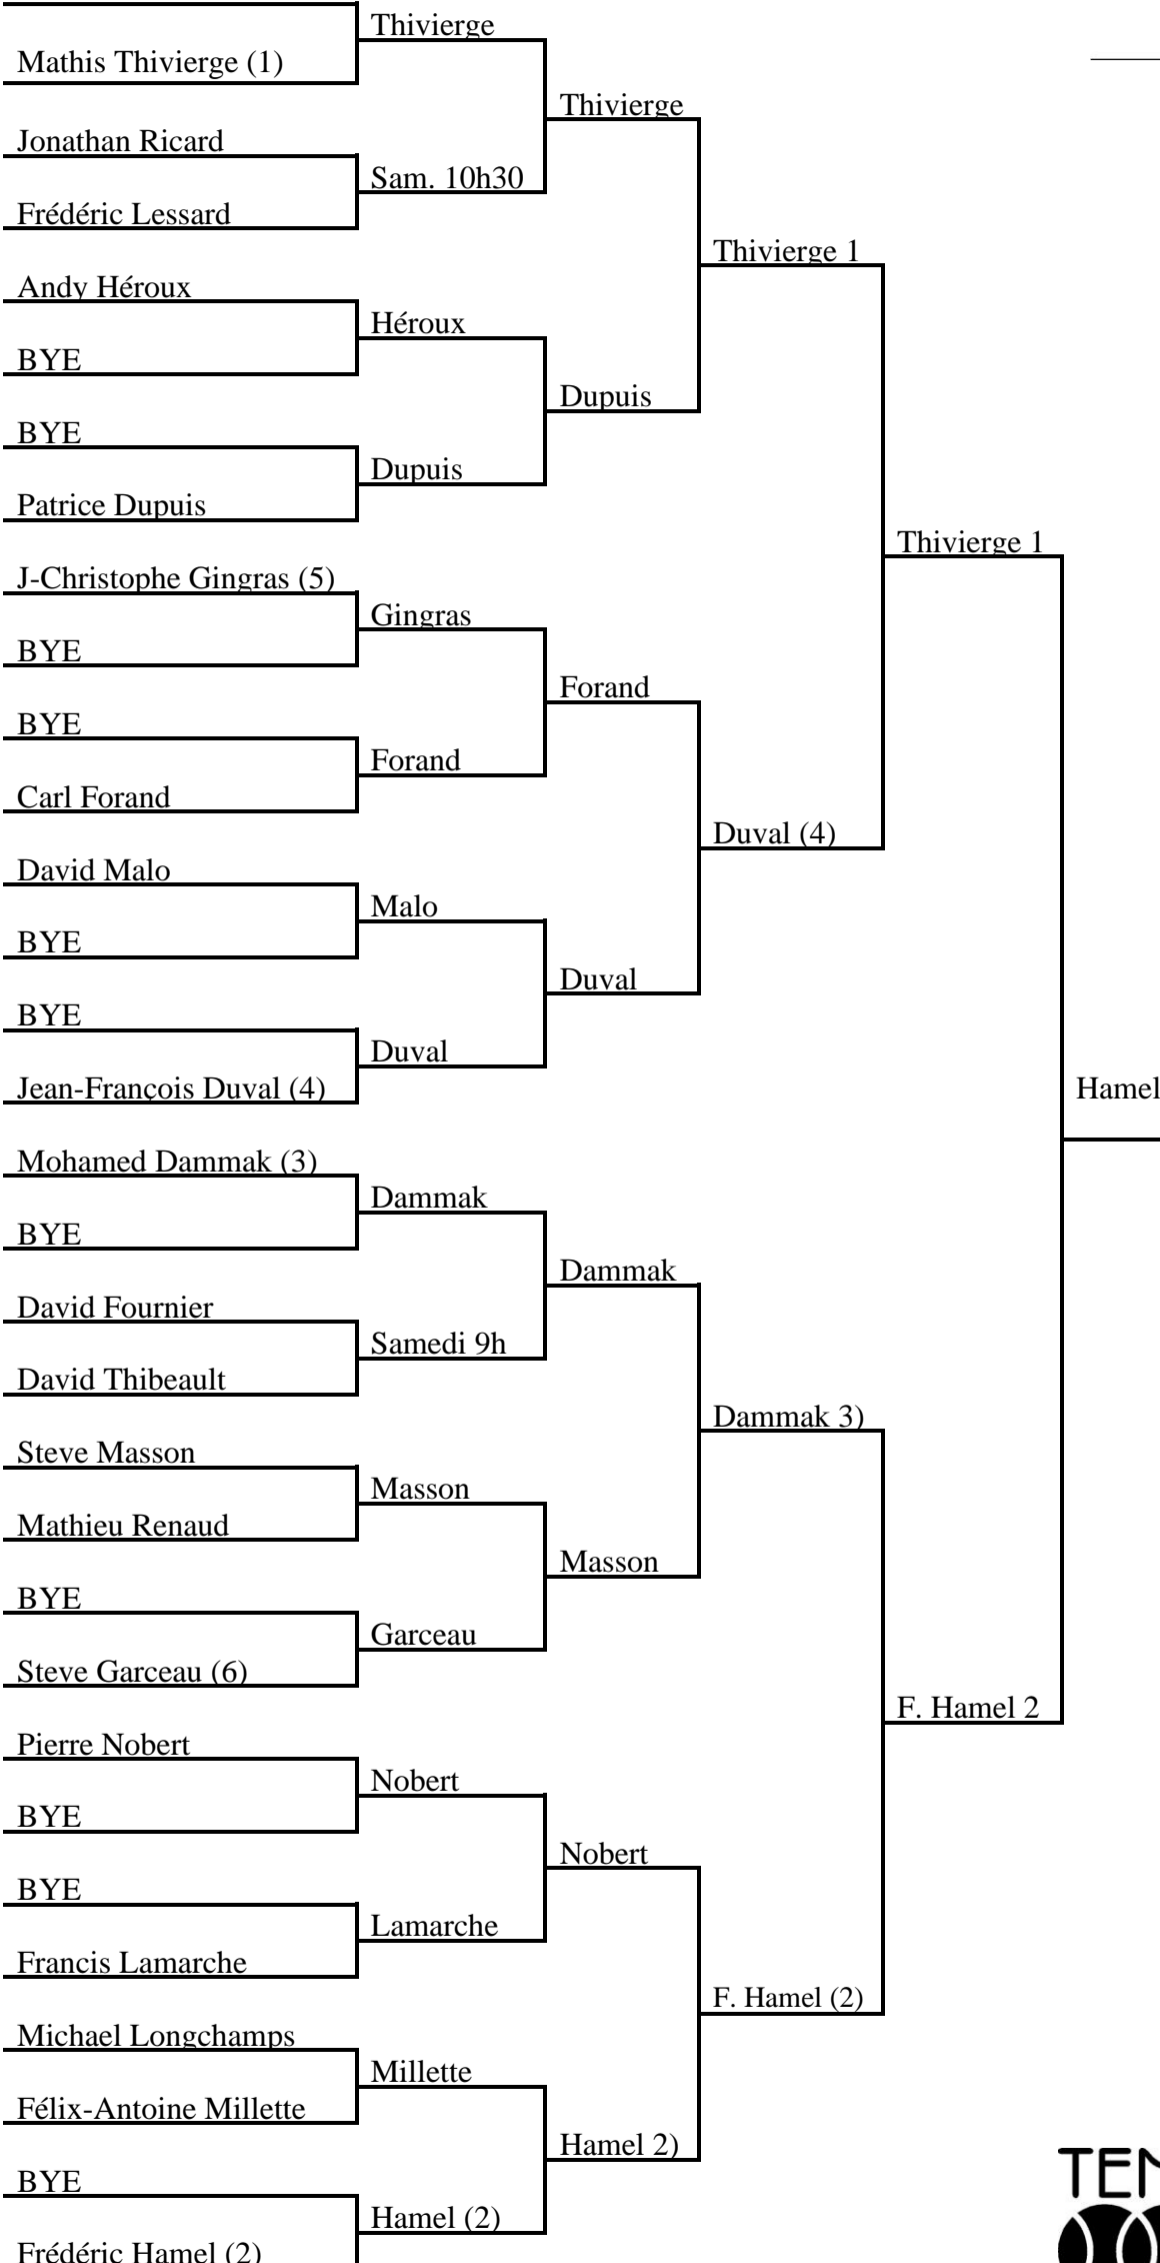 Thivierge
Mathis Thivierge (1)
Thivierge
Jonathan Ricard
Sam. 10h30
Frédéric Lessard
Thivierge 1
Andy Héroux
Héroux
BYE
Dupuis
BYE
Dupuis
Patrice Dupuis
Thivierge 1
J-Christophe Gingras (5)
Gingras
BYE
Forand
BYE
Forand
Carl Forand
Duval (4)
David Malo
Malo
BYE
Duval
BYE
Duval
Jean-François Duval (4)
Hamel
Mohamed Dammak (3)
Dammak
BYE
Dammak
David Fournier
Samedi 9h
David Thibeault
Dammak 3)
Steve Masson
Masson
Mathieu Renaud
Masson
BYE
Garceau
Steve Garceau (6)
F. Hamel 2
Pierre Nobert
Nobert
BYE
Nobert
BYE
Lamarche
Francis Lamarche
F. Hamel (2)
Michael Longchamps
Millette
Félix-Antoine Millette
Hamel 2)
BYE
Hamel (2)
Frédéric Hamel (2)